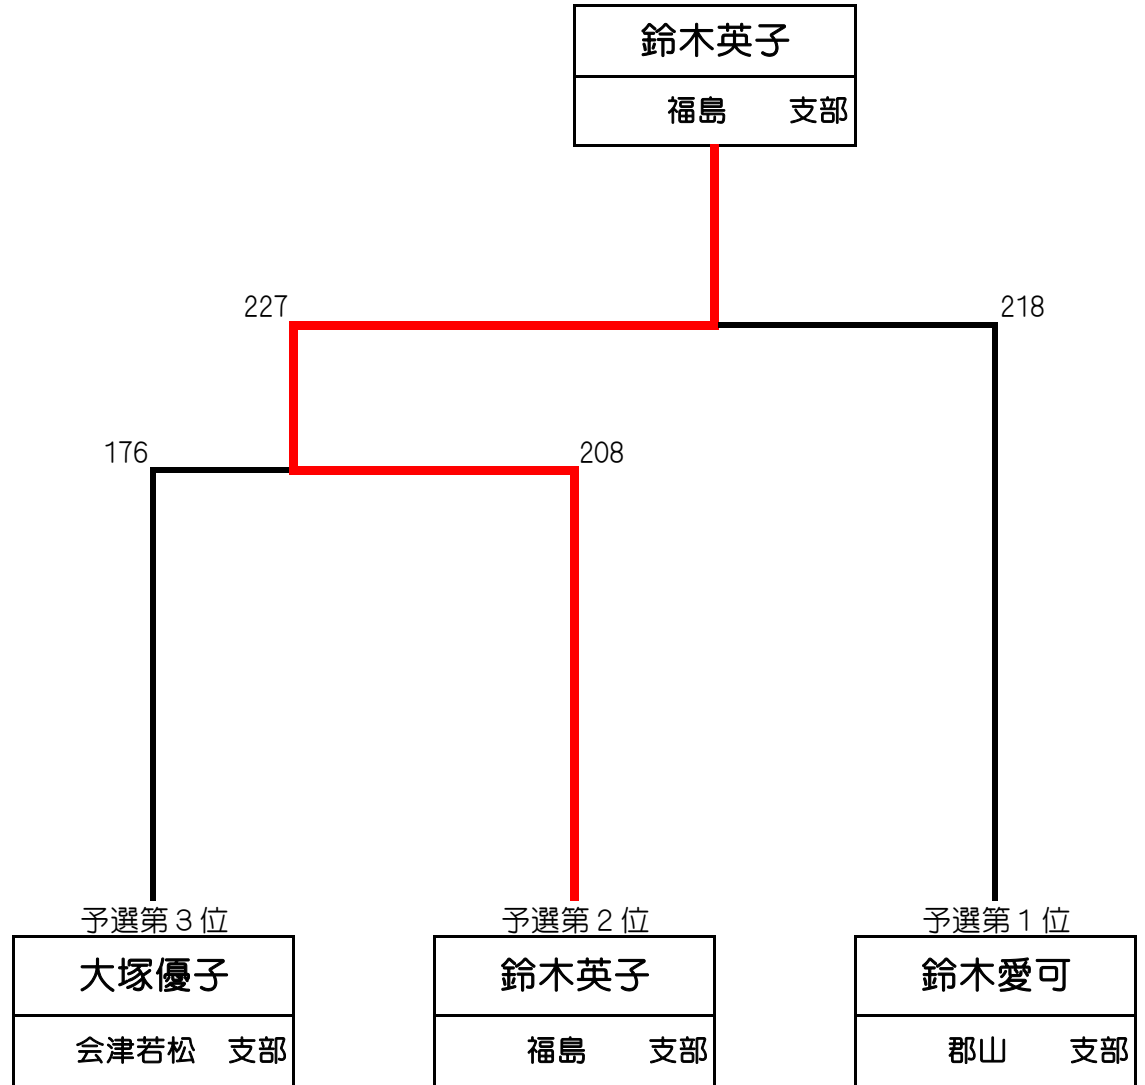 鈴木英子
福島 支部
227 218
176 208
予選第３位 予選第２位 予選第１位
大塚優子 鈴木英子 鈴木愛可
会津若松 支部 福島 支部 郡山 支部